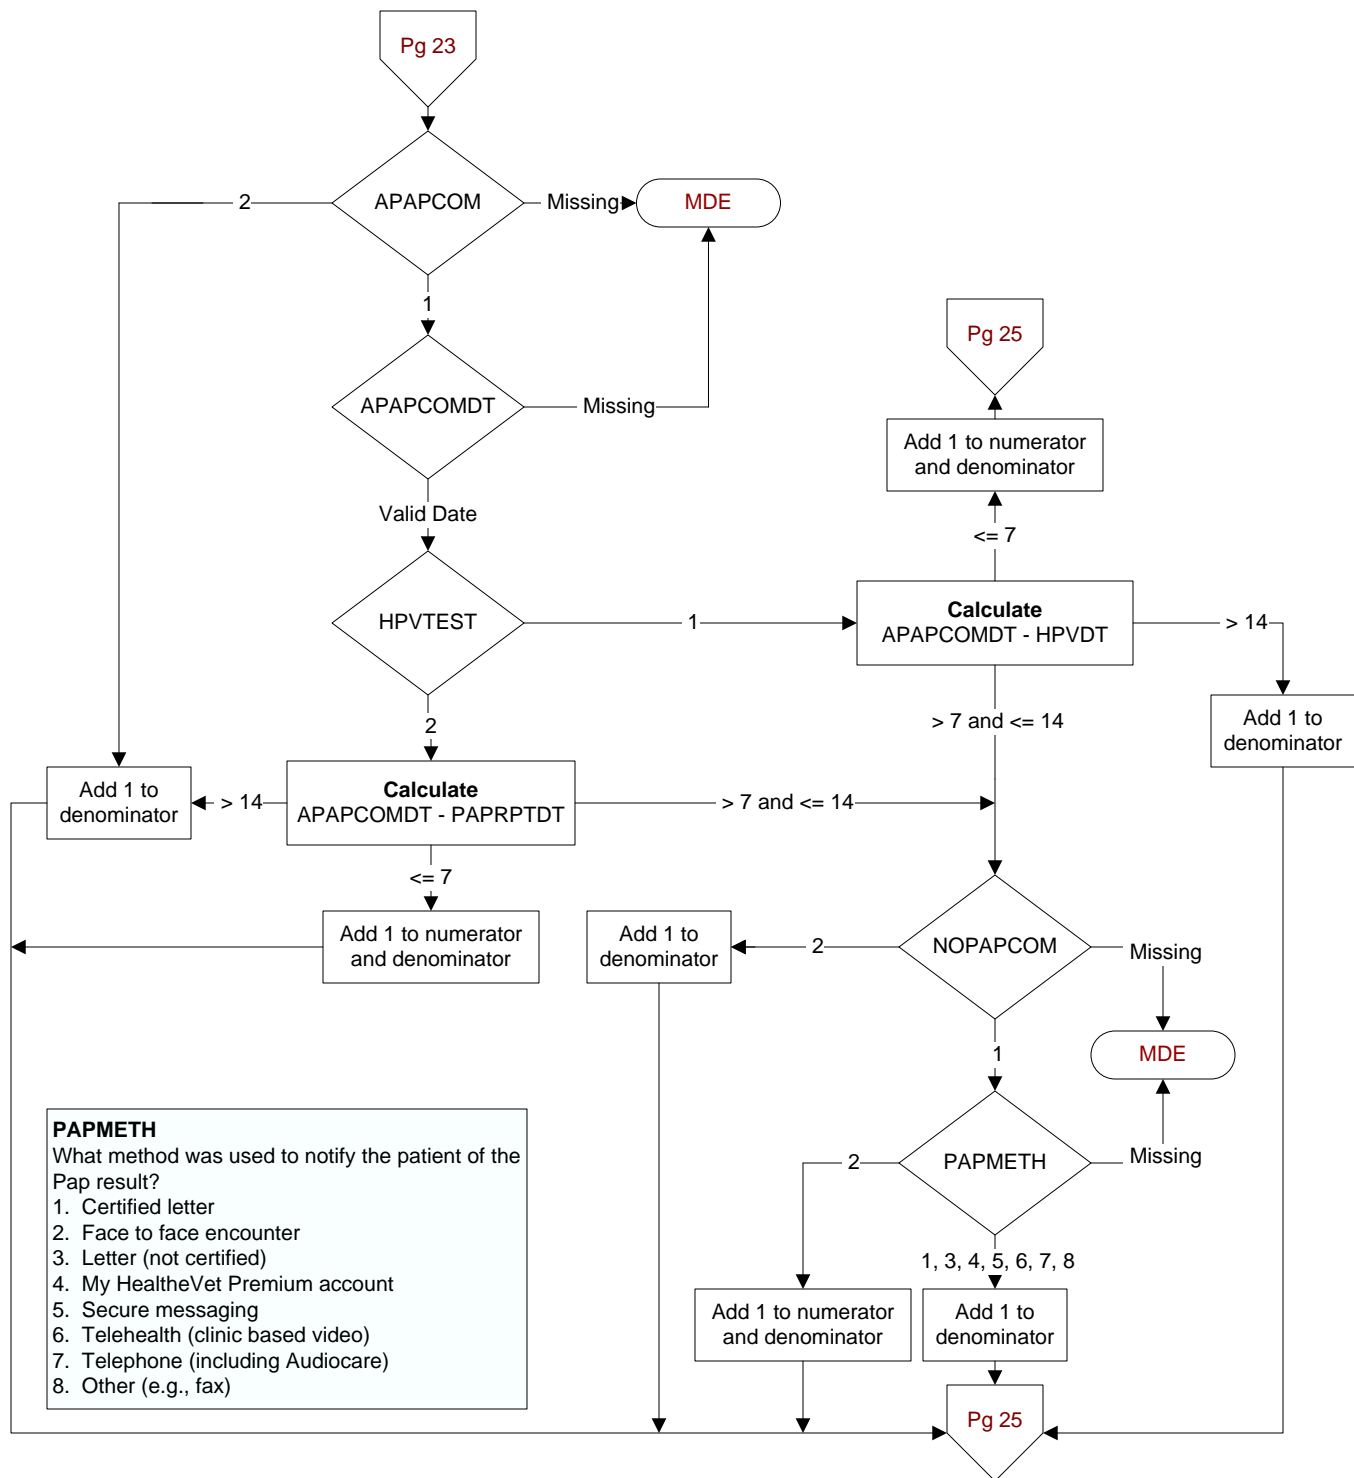 Pg 23
APAPCOM
2
Missing
MDE
1
APAPCOMDT
Missing
Valid Date
Pg 25
Add 1 to numerator
and denominator
<= 7
HPVTEST
1
Calculate
APAPCOMDT - HPVDT
> 14
2
> 7 and <= 14
Add 1 to
denominator
Add 1 to
denominator
> 14
Calculate
APAPCOMDT - PAPRPTDT
> 7 and <= 14
<= 7
Add 1 to numerator
and denominator
Add 1 to
denominator
2
NOPAPCOM
Missing
MDE
1
PAPMETH
Missing
2
1, 3, 4, 5, 6, 7, 8
Add 1 to numerator
and denominator
Add 1 to
denominator
Pg 25
PAPMETH
What method was used to notify the patient of the
Pap result?
1. Certified letter
2. Face to face encounter
3. Letter (not certified)
4. My HealtheVet Premium account
5. Secure messaging
6. Telehealth (clinic based video)
7. Telephone (including Audiocare)
8. Other (e.g., fax)